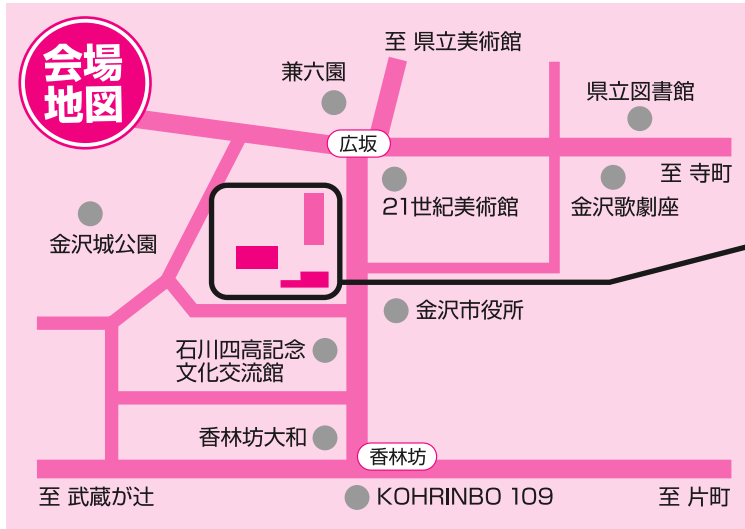 会場
地図
至 県立美術館
兼六園
県立図書館
広坂
至 寺町
21世紀美術館
金沢歌劇座
金沢城公園
金沢市役所
石川四高記念
文化交流館
香林坊大和
香林坊
至 武蔵が辻
KOHRINBO 109
至 片町